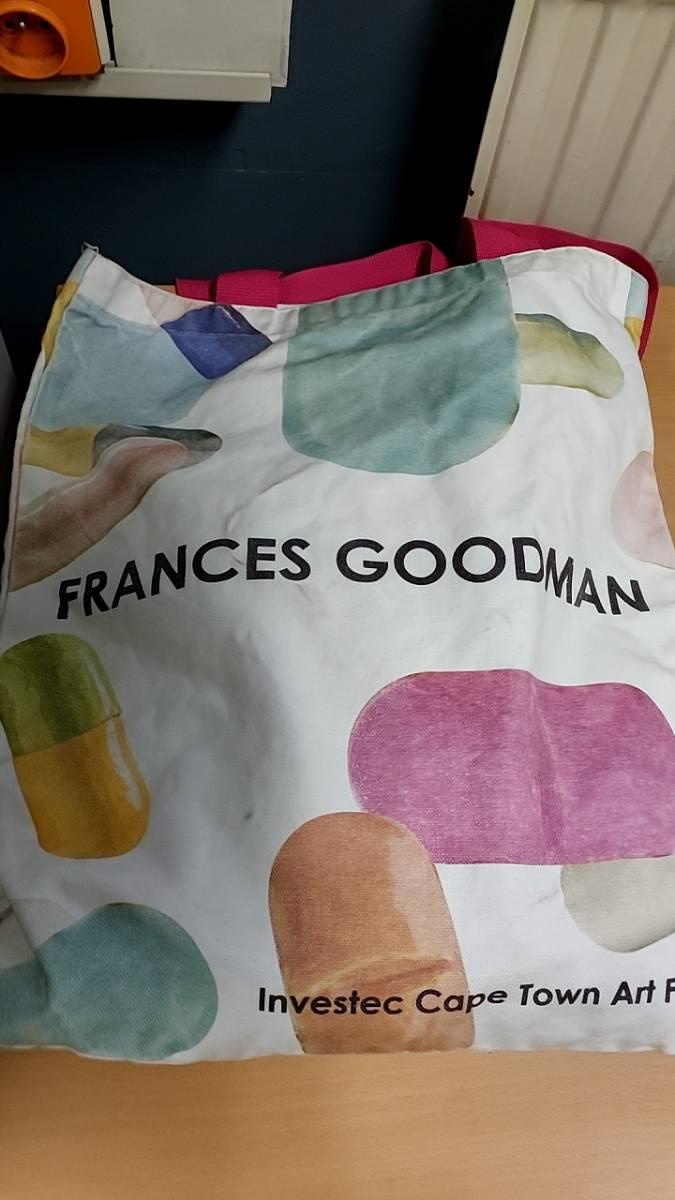 FRANCES GOODMAN
Investec Cape Town Art F